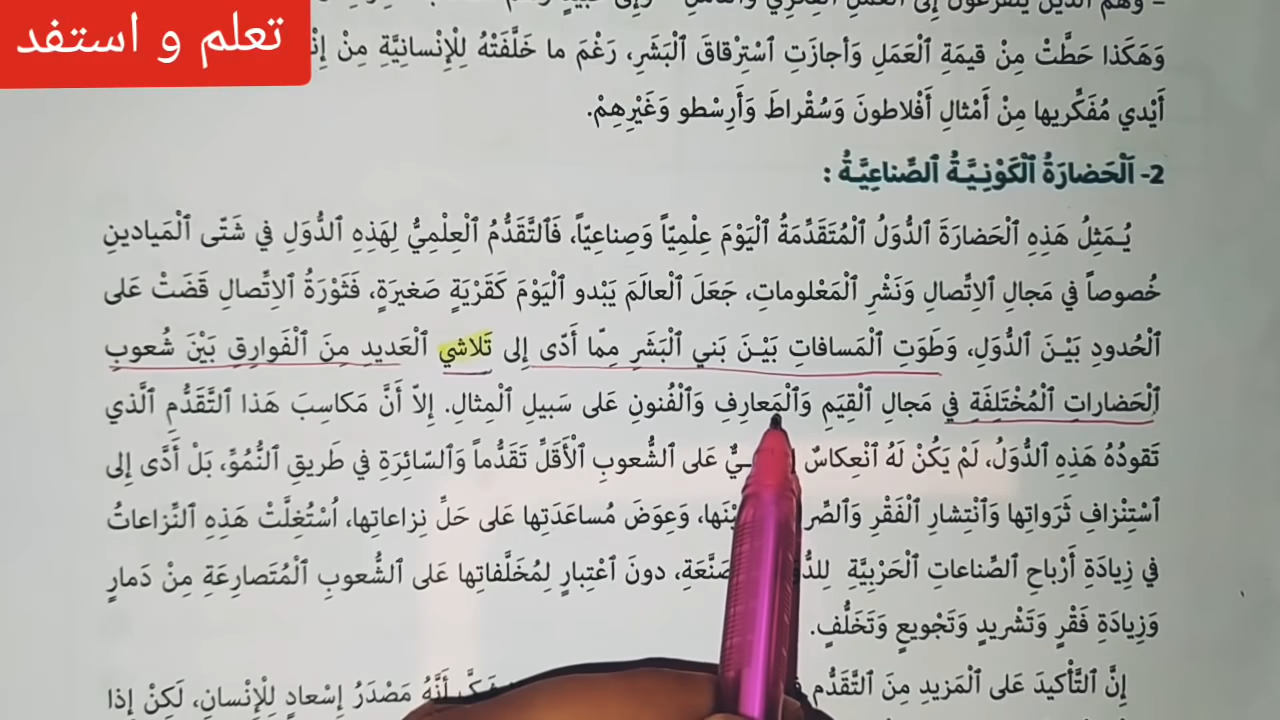 تعلم و استفد
وَهَكَذا حَطَّتْ مِنْ قيمَةِ ٱلْعَمَلِ وَأجازَتِ ٱسْتِرْقاقَ ٱلْبَشَرِ، رَغْمَ ما خَلَّفَتْهُ لِلْإِنْسانِيَّةِ مِنْ
أَيْدي مُفَكِّريها مِنْ أَمْثالِ أَفْلاطونَ وَسُقْراطَ وَأَرِسْطو وَغَيْرِهِمْ.
2- اَلْحَضارَةُ ٱلْكَوْنِيَّةُ ٱلصِّناعِيَّةُ :
يُـمَثِلُ هَذِهِ ٱلْحَضارَةَ ٱلدُّوَلُ ٱلْمُتَقَدِّمَةُ ٱلْيَوْمَ عِلْمِيّاً وَصِناعِيّاً، فَٱلتَّقَدُّمُ ٱلْعِلْمِيُّ لِهَذِهِ ٱلدُّوَلِ في شَتّى ٱلْمَيادينِ
خُصوصاً في مَجالِ ٱلِاتِّصالِ وَنَشْرِ ٱلْمَعْلوماتِ، جَعَلَ ٱلْعالَمَ يَبْدو ٱلْيَوْمَ كَقَرْيَةٍ صَغيرَةٍ، فَثَوْرَةُ ٱلِاتِّصالِ قَضَتْ عَلى
ٱلْحُدودِ بَيْـنَ ٱلدُّوَلِ، وَطَوَتِ ٱلْمَسافاتِ بَيْـنَ بَني ٱلْبَشَرِ مِمّا أَدّى إِلى تَلاشي ٱلْعَديدِ مِنَ ٱلْفَوارِقِ بَيْنَ شُعوبِ
ٱلْحَضاراتِ ٱلْمُخْتَلِفَةِ في مَجالِ ٱلْقِيَمِ وَٱلْمَعارِفِ وَٱلْفُنونِ عَلى سَبيلِ ٱلْمِثالِ. إِلاّ أَنَّ مَكاسِبَ هَذا ٱلتَّقَدُّمِ ٱلَّذي
تَقودُهُ هَذِهِ ٱلدُّوَلُ، لَمْ يَكُنْ لَهُ ٱنْعِكاسٌ عَلى ٱلشُّعوبِ ٱلْأَقَلِّ تَقَدُّماً وَٱلسّائِرَةِ في طَريقِ ٱلنُّمُوِّ، بَلْ أَدَّى إِلى
ٱسْتِنْزافِ ثَرَواتِها وَٱنْتِشارِ ٱلْفَقْرِ وَعِوَضَ مُساعَدَتِها عَلى حَلِّ نِزاعاتِها، اُسْتُغِلَّتْ هَذِهِ ٱلنِّزاعاتُ
في زِيادَةِ أَرْباحِ ٱلصِّناعاتِ ٱلْحَرْبِيَّةِ دونَ ٱعْتِبارٍ لِمُخَلَّفاتِها عَلى ٱلشُّعوبِ ٱلْمُتَصارِعَةِ مِنْ دَمارٍ
وَزِيادَةِ فَقْرٍ وَتَشْريدٍ وَتَجْويعٍ وَتَخَلُّفٍ.
إِنَّ ٱلتَّأْكيدَ عَلى ٱلْمَزيدِ مِنَ ٱلتَّقَدُّمِ أَنَّهُ مَصْدَرُ إِسْعادٍ لِلْإِنْسانِ، لَكِنْ إِذا